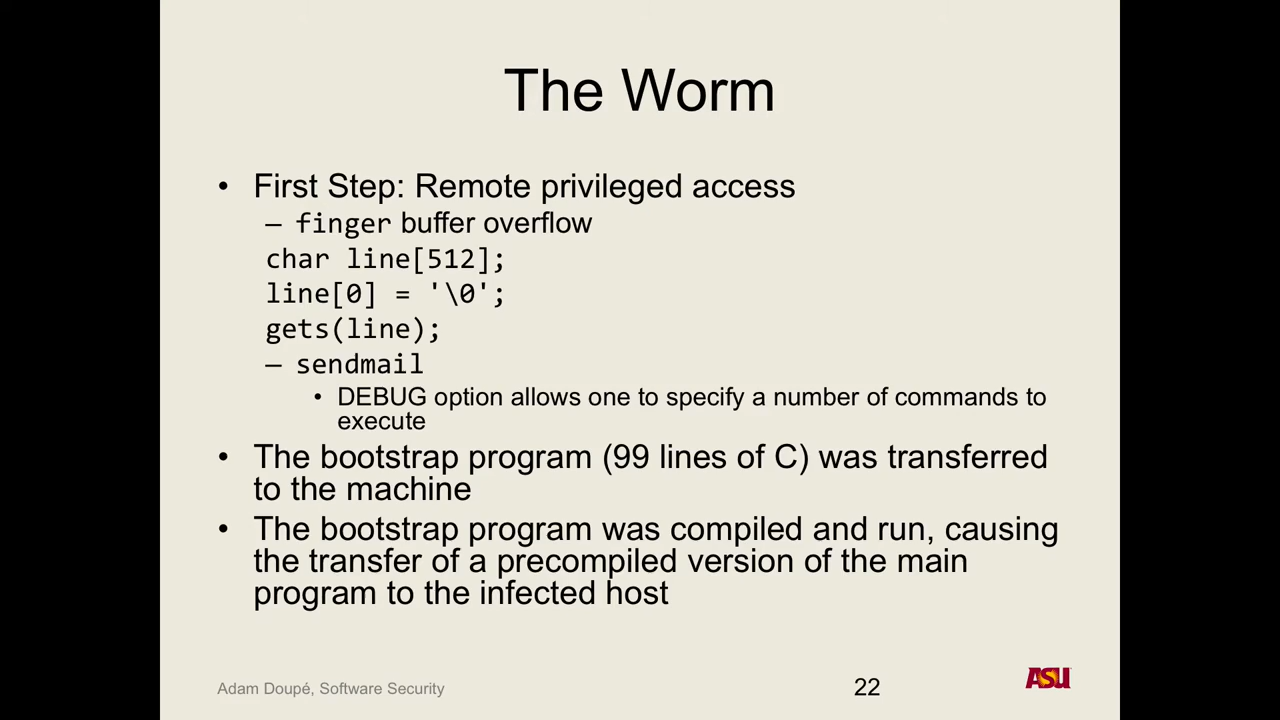 The Worm
• First Step: Remote privileged access
– finger buffer overflow
char line[512];
line[0] = '\0';
gets(line);
– sendmail
• DEBUG option allows one to specify a number of commands to
execute
• The bootstrap program (99 lines of C) was transferred
to the machine
• The bootstrap program was compiled and run, causing
the transfer of a precompiled version of the main
program to the infected host
Adam Doupé, Software Security
22
ASU